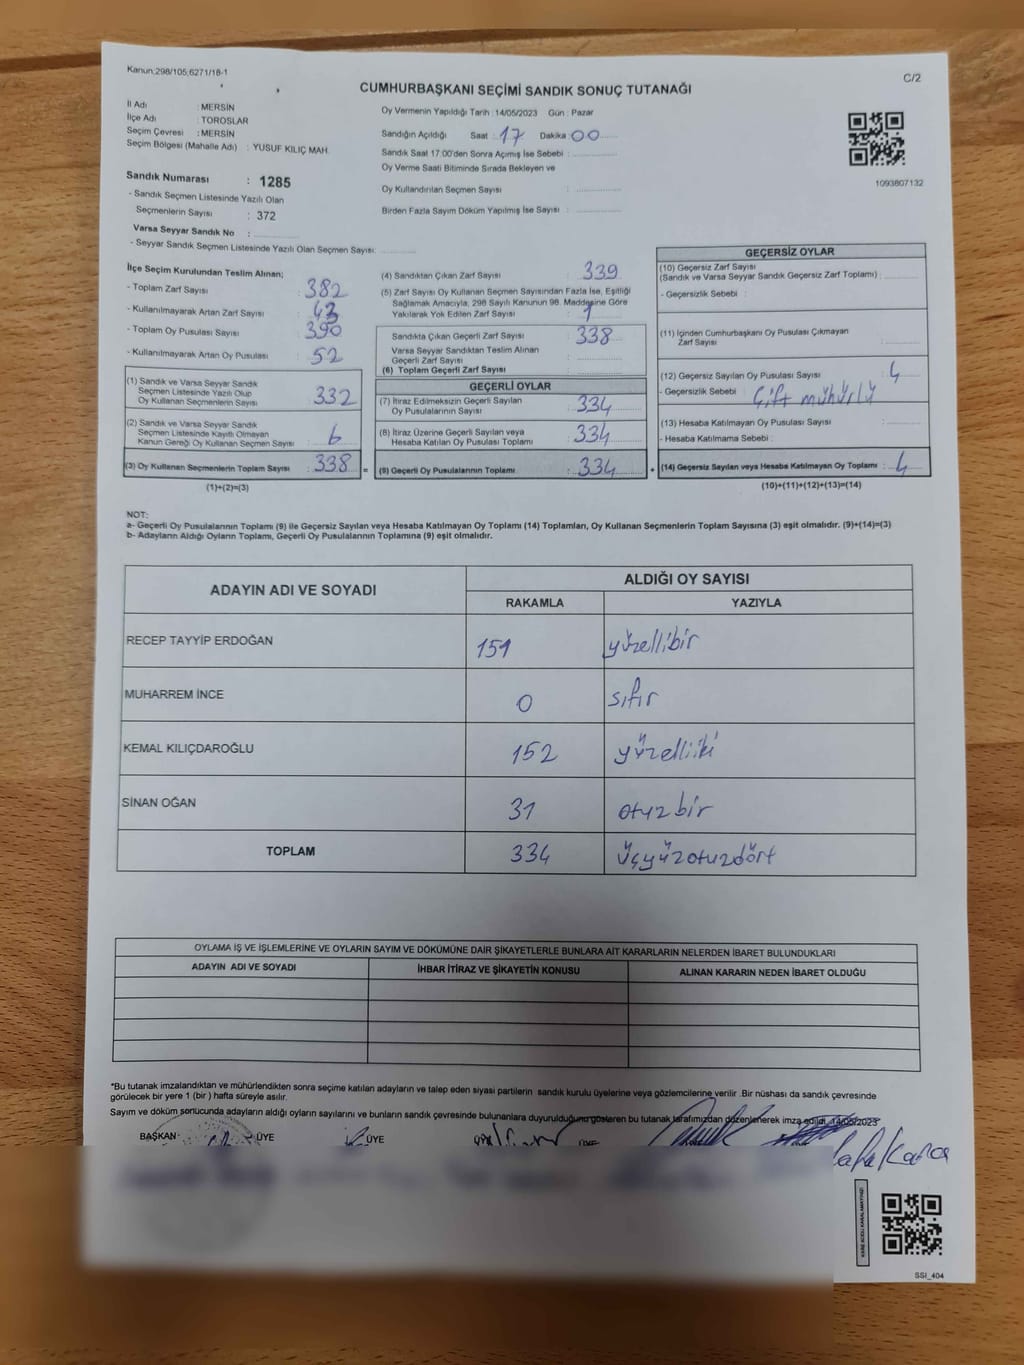 Kanun:298/105;6271/18-1
C/2
CUMHURBAŞKANI SEÇİMİ SANDIK SONUÇ TUTANAĞI
İl Adı : MERSİN
İlçe Adı : TOROSLAR
Seçim Çevresi : MERSİN
Seçim Bölgesi (Mahalle Adı) : YUSUF KILIÇ MAH.
Oy Vermenin Yapıldığı Tarih : 14/05/2023 Gün : Pazar
Sandığın Açıldığı Saat : 17 Dakika : 00
Sandık Saat 17:00'den Sonra Açımış İse Sebebi :
Oy Verme Saati Bitiminde Sırada Bekleyen ve
Oy Kullandırılan Seçmen Sayısı :
Birden Fazla Sayım Döküm Yapılmış İse Sayısı :
1093807132
Sandık Numarası : 1285
- Sandık Seçmen Listesinde Yazılı Olan
Seçmenlerin Sayısı : 372
Varsa Seyyar Sandık No :
- Seyyar Sandık Seçmen Listesinde Yazılı Olan Seçmen Sayısı:
İlçe Seçim Kurulundan Teslim Alınan;
- Toplam Zarf Sayısı : 382
- Kullanılmayarak Artan Zarf Sayısı : 43
- Toplam Oy Pusulası Sayısı : 390
- Kullanılmayarak Artan Oy Pusulası : 52
(1) Sandık ve Varsa Seyyar Sandık
Seçmen Listesinde Yazılı Olup
Oy Kullanan Seçmenlerin Sayısı : 332
(2) Sandık ve Varsa Seyyar Sandık
Seçmen Listesinde Kayıtlı Olmayan
Kanun Gereği Oy Kullanan Seçmen Sayısı : 6
(3) Oy Kullanan Seçmenlerin Toplam Sayısı : 338 =
(1)+(2)=(3)
(4) Sandıktan Çıkan Zarf Sayısı : 339
(5) Zarf Sayısı Oy Kullanan Seçmen Sayısından Fazla İse, Eşitliği
Sağlamak Amacıyla, 298 Sayılı Kanunun 98. Maddesine Göre
Yakılarak Yok Edilen Zarf Sayısı : 1
Sandıkta Çıkan Geçerli Zarf Sayısı : 338
Varsa Seyyar Sandıktan Teslim Alınan
Geçerli Zarf Sayısı :
(6) Toplam Geçerli Zarf Sayısı :
GEÇERLİ OYLAR
(7) İtiraz Edilmeksizin Geçerli Sayılan
Oy Pusulalarının Sayısı : 334
(8) İtiraz Üzerine Geçerli Sayılan veya
Hesaba Katılan Oy Pusulası Toplamı : 334
(9) Geçerli Oy Pusulalarının Toplamı : 334 +
GEÇERSİZ OYLAR
(10) Geçersiz Zarf Sayısı
(Sandık ve Varsa Seyyar Sandık Geçersiz Zarf Toplamı) :
- Geçersizlik Sebebi :
(11) İçinden Cumhurbaşkanı Oy Pusulası Çıkmayan
Zarf Sayısı :
(12) Geçersiz Sayılan Oy Pusulası Sayısı : 4
- Geçersizlik Sebebi : Çift mühürlü
(13) Hesaba Katılmayan Oy Pusulası Sayısı :
- Hesaba Katılmama Sebebi :
(14) Geçersiz Sayılan veya Hesaba Katılmayan Oy Toplamı : 4
(10)+(11)+(12)+(13)=(14)
NOT:
a- Geçerli Oy Pusulalarının Toplamı (9) ile Geçersiz Sayılan veya Hesaba Katılmayan Oy Toplamı (14) Toplamları, Oy Kullanan Seçmenlerin Toplam Sayısına (3) eşit olmalıdır. (9)+(14)=(3)
b- Adayların Aldığı Oyların Toplamı, Geçerli Oy Pusulalarının Toplamına (9) eşit olmalıdır.
ADAYIN ADI VE SOYADI ALDIĞI OY SAYISI
RAKAMLA YAZIYLA
RECEP TAYYİP ERDOĞAN 151 yüzellibir
MUHARREM İNCE 0 sıfır
KEMAL KILIÇDAROĞLU 152 yüzelliiki
SİNAN OĞAN 31 otuzbir
TOPLAM 334 üçyüzotuzdört
OYLAMA İŞ VE İŞLEMLERİNE VE OYLARIN SAYIM VE DÖKÜMÜNE DAİR ŞİKAYETLERLE BUNLARA AİT KARARLARIN NELERDEN İBARET BULUNDUKLARI
ADAYIN ADI VE SOYADI İHBAR İTİRAZ VE ŞİKAYETİN KONUSU ALINAN KARARIN NEDEN İBARET OLDUĞU
*Bu tutanak imzalandıktan ve mühürlendikten sonra seçime katılan adayların ve talep eden siyasi partilerin sandık kurulu üyelerine veya gözlemcilerine verilir .Bir nüshası da sandık çevresinde
görülecek bir yere 1 (bir ) hafta süreyle asılır.
Sayım ve döküm sonucunda adayların aldığı oyların sayılarını ve bunların sandık çevresinde bulunanlara duyurulduğunu gösteren bu tutanak tarafımızdan düzenlenerek imza edildi. 14/05/2023
BAŞKAN ÜYE ÜYE ÜYE
Kara
KARE KODU KARALAMAYINIZ!
SSI_404